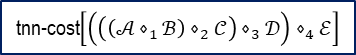 tnn-cost[(((𝒜 ⋄₁ ℬ) ⋄₂ 𝒞) ⋄₃ 𝒟) ⋄₄ ℰ]